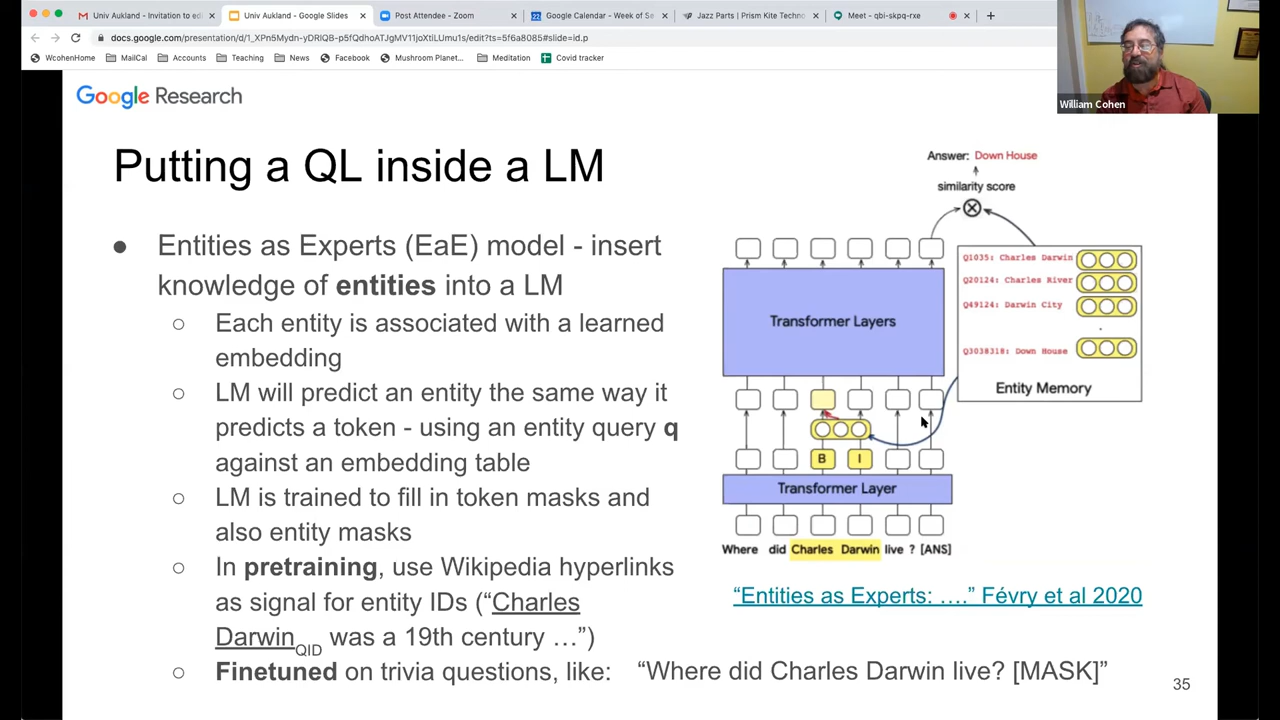 Univ Aukland - Invitation to edi
Univ Aukland - Google Slides
Post Attendee - Zoom
Google Calendar - Week of Se
Jazz Parts | Prism Kite Techno
Meet - qbi-skpq-rxe
docs.google.com/presentation/d/1_XPn5Mydn-yDRlQB-p5fQdhoATJgMV11joXtiLUmu1s/edit?ts=5f6a8085#slide=id.p
WcohenHome
MailCal
Accounts
Teaching
News
Facebook
Mushroom Planet...
Meditation
Covid tracker
William Cohen
Google Research
Putting a QL inside a LM
● Entities as Experts (EaE) model - insert
knowledge of entities into a LM
○ Each entity is associated with a learned
embedding
○ LM will predict an entity the same way it
predicts a token - using an entity query q
against an embedding table
○ LM is trained to fill in token masks and
also entity masks
○ In pretraining, use Wikipedia hyperlinks
as signal for entity IDs (“Charles
DarwinQID was a 19th century …”)
○ Finetuned on trivia questions, like: “Where did Charles Darwin live? [MASK]”
Answer: Down House
similarity score
Q1035: Charles Darwin
Q20124: Charles River
Q49124: Darwin City
Q3038318: Down House
Entity Memory
Transformer Layers
B I
Transformer Layer
Where did Charles Darwin live ? [ANS]
“Entities as Experts: ….” Févry et al 2020
35